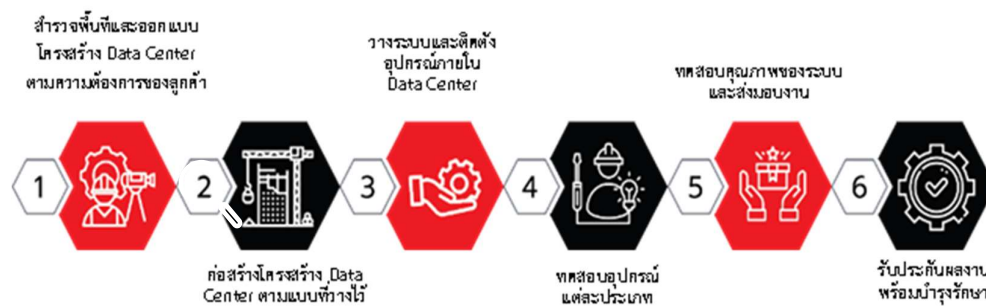 สำรวจพื้นที่และออกแบบ
โครงสร้าง Data Center
ตามความต้องการของลูกค้า
1
2
ก่อสร้างโครงสร้าง Data
Center ตามแบบที่วางไว้
วางระบบและติดตั้ง
อุปกรณ์ภายใน
Data Center
3
4
ทดสอบอุปกรณ์
แต่ละประเภท
ทดสอบคุณภาพของระบบ
และส่งมอบงาน
5
6
รับประกันผลงาน
พร้อมบำรุงรักษา